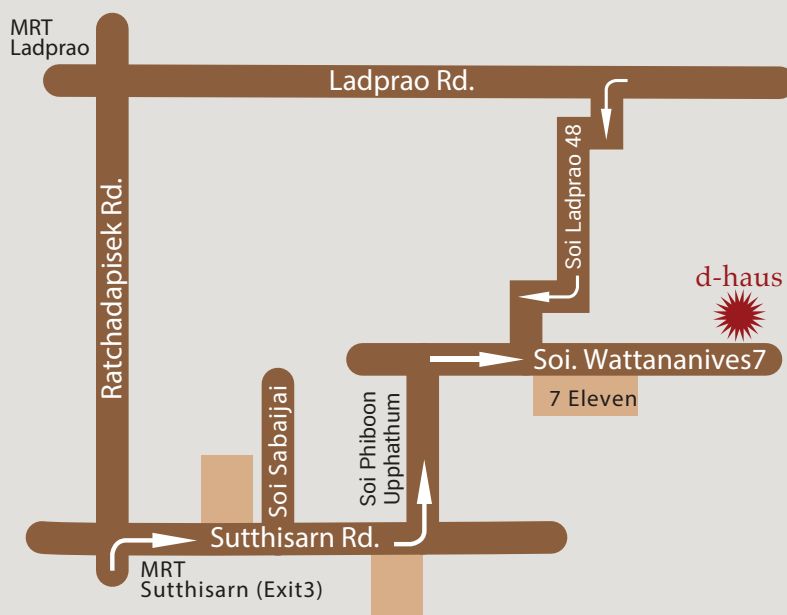 MRT
Ladprao
Ladprao Rd.
Ratchadapisek Rd.
Soi Ladprao 48
d-haus
Soi. Wattananives7
7 Eleven
Soi Sabaijai
Soi Phiboon
Upphathum
Sutthisarn Rd.
MRT
Sutthisarn (Exit3)